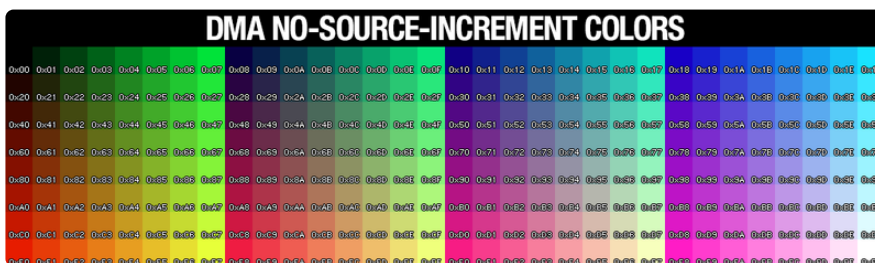 DMA NO-SOURCE-INCREMENT COLORS
0x00 0x01 0x02 0x03 0x04 0x05 0x06 0x07 0x08 0x09 0x0A 0x0B 0x0C 0x0D 0x0E 0x0F 0x10 0x11 0x12 0x13 0x14 0x15 0x16 0x17 0x18 0x19 0x1A 0x1B 0x1C 0x1D 0x1E
0x20 0x21 0x22 0x23 0x24 0x25 0x26 0x27 0x28 0x29 0x2A 0x2B 0x2C 0x2D 0x2E 0x2F 0x30 0x31 0x32 0x33 0x34 0x35 0x36 0x37 0x38 0x39 0x3A 0x3B 0x3C 0x3D 0x3E
0x40 0x41 0x42 0x43 0x44 0x45 0x46 0x47 0x48 0x49 0x4A 0x4B 0x4C 0x4D 0x4E 0x4F 0x50 0x51 0x52 0x53 0x54 0x55 0x56 0x57 0x58 0x59 0x5A 0x5B 0x5C 0x5D 0x5E
0x60 0x61 0x62 0x63 0x64 0x65 0x66 0x67 0x68 0x69 0x6A 0x6B 0x6C 0x6D 0x6E 0x6F 0x70 0x71 0x72 0x73 0x74 0x75 0x76 0x77 0x78 0x79 0x7A 0x7B 0x7C 0x7D 0x7E
0x80 0x81 0x82 0x83 0x84 0x85 0x86 0x87 0x88 0x89 0x8A 0x8B 0x8C 0x8D 0x8E 0x8F 0x90 0x91 0x92 0x93 0x94 0x95 0x96 0x97 0x98 0x99 0x9A 0x9B 0x9C 0x9D 0x9E
0xA0 0xA1 0xA2 0xA3 0xA4 0xA5 0xA6 0xA7 0xA8 0xA9 0xAA 0xAB 0xAC 0xAD 0xAE 0xAF 0xB0 0xB1 0xB2 0xB3 0xB4 0xB5 0xB6 0xB7 0xB8 0xB9 0xBA 0xBB 0xBC 0xBD 0xBE
0xC0 0xC1 0xC2 0xC3 0xC4 0xC5 0xC6 0xC7 0xC8 0xC9 0xCA 0xCB 0xCC 0xCD 0xCE 0xCF 0xD0 0xD1 0xD2 0xD3 0xD4 0xD5 0xD6 0xD7 0xD8 0xD9 0xDA 0xDB 0xDC 0xDD 0xDE